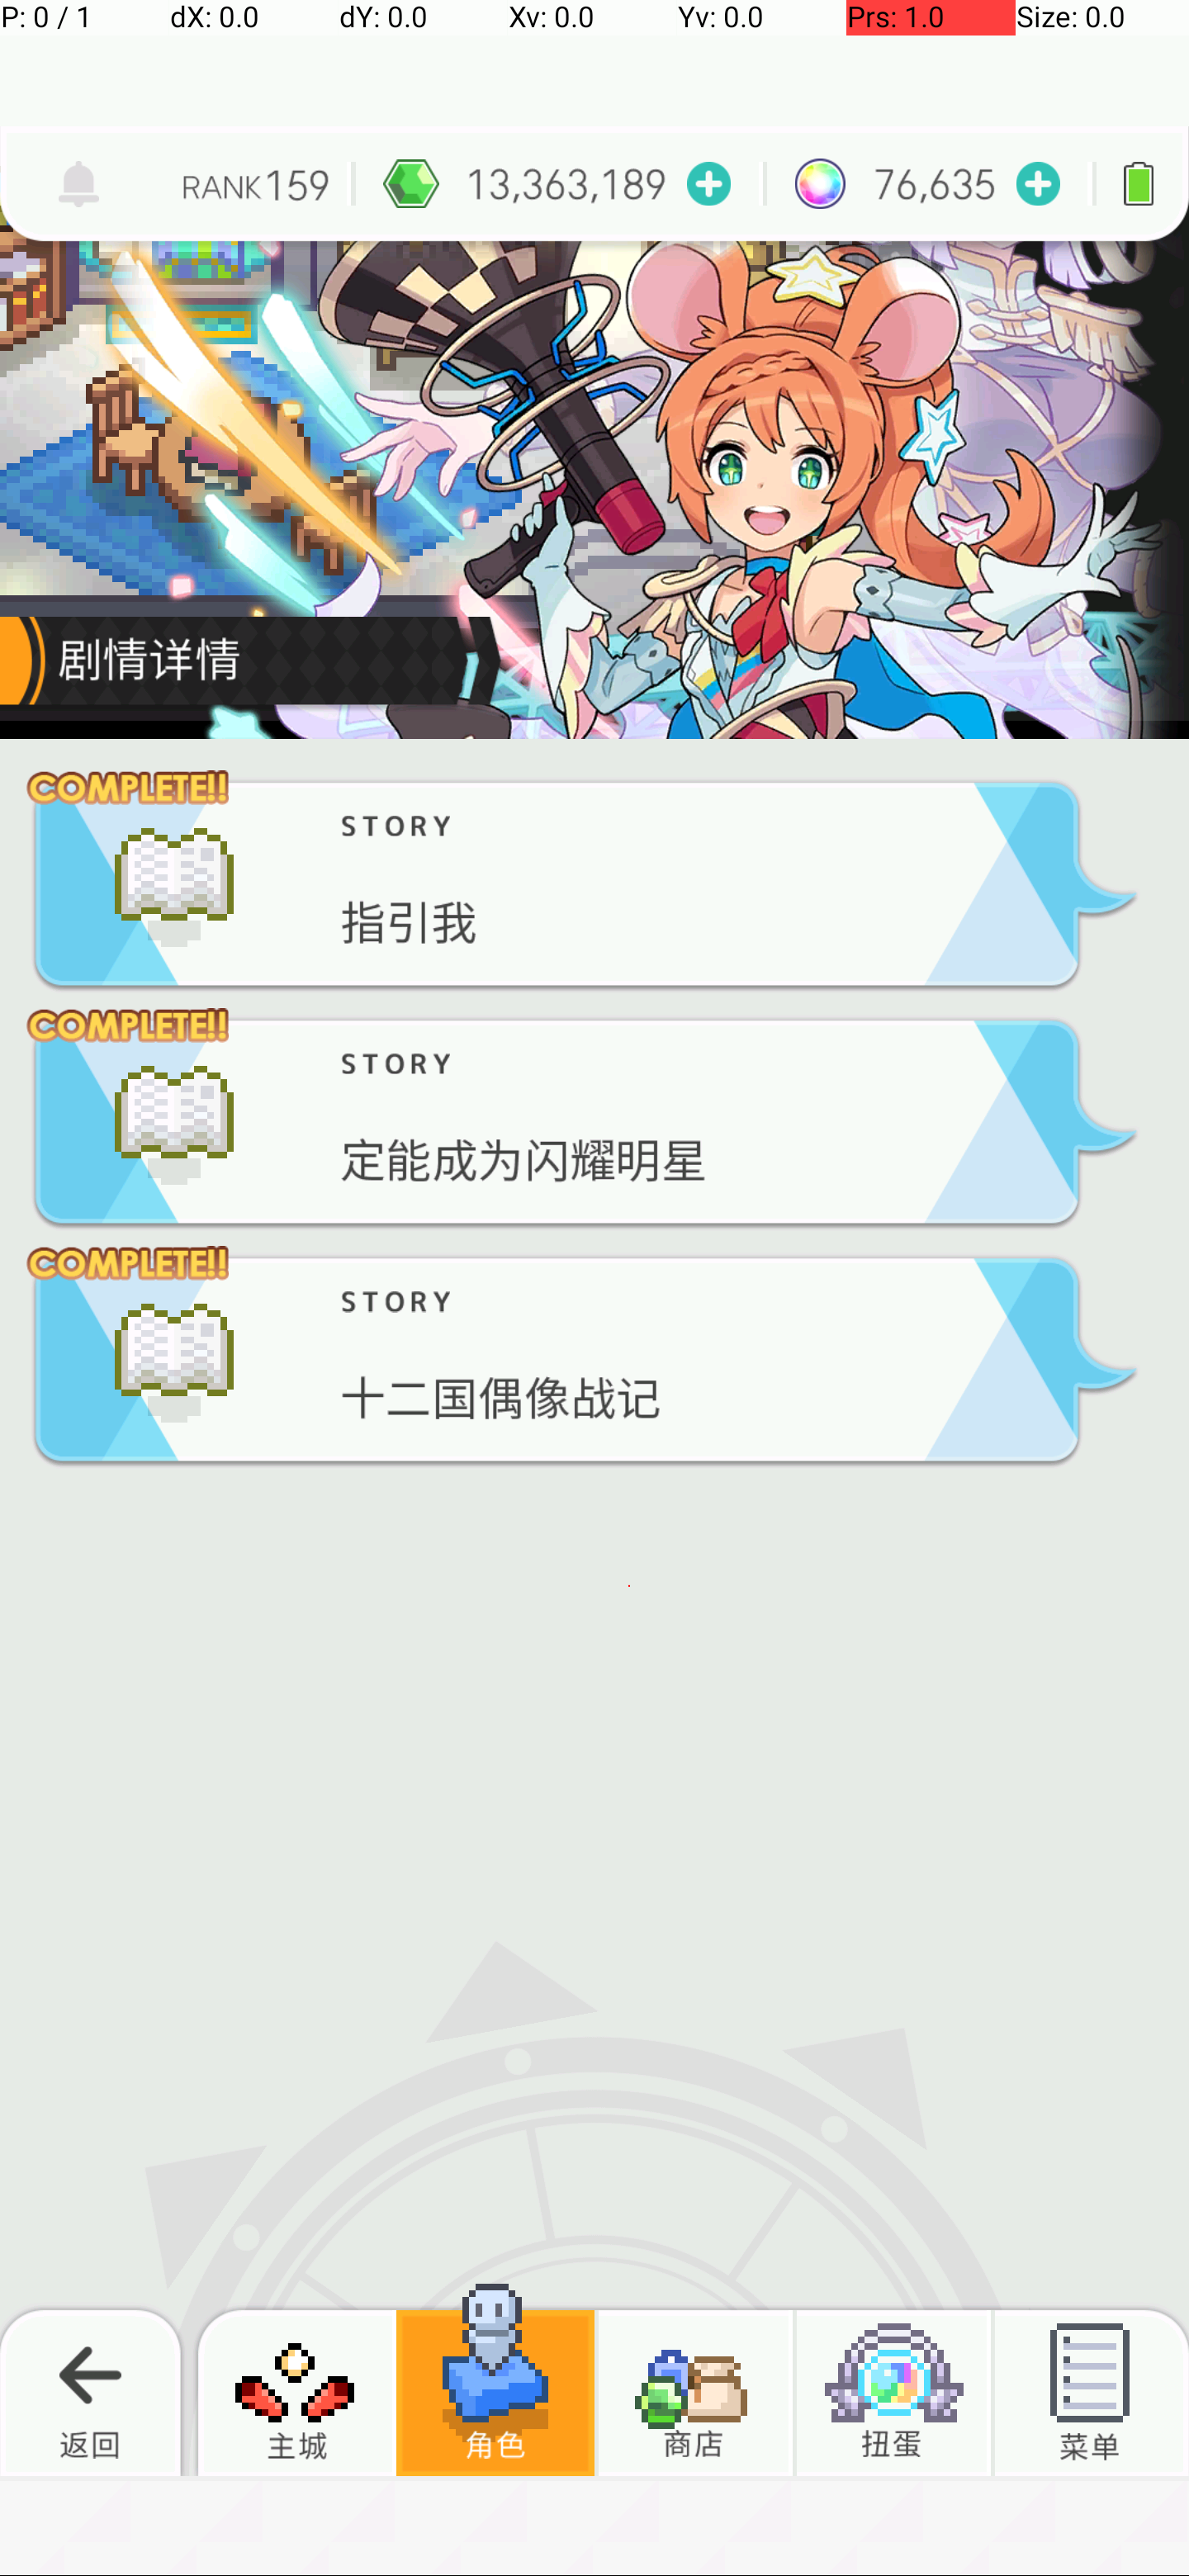 P: 0 / 1 dX: 0.0 dY: 0.0 Xv: 0.0 Yv: 0.0 Prs: 1.0 Size: 0.0
RANK159 13,363,189 76,635
剧情详情
COMPLETE!!
STORY
指引我
COMPLETE!!
STORY
定能成为闪耀明星
COMPLETE!!
STORY
十二国偶像战记
返回 主城 角色 商店 扭蛋 菜单